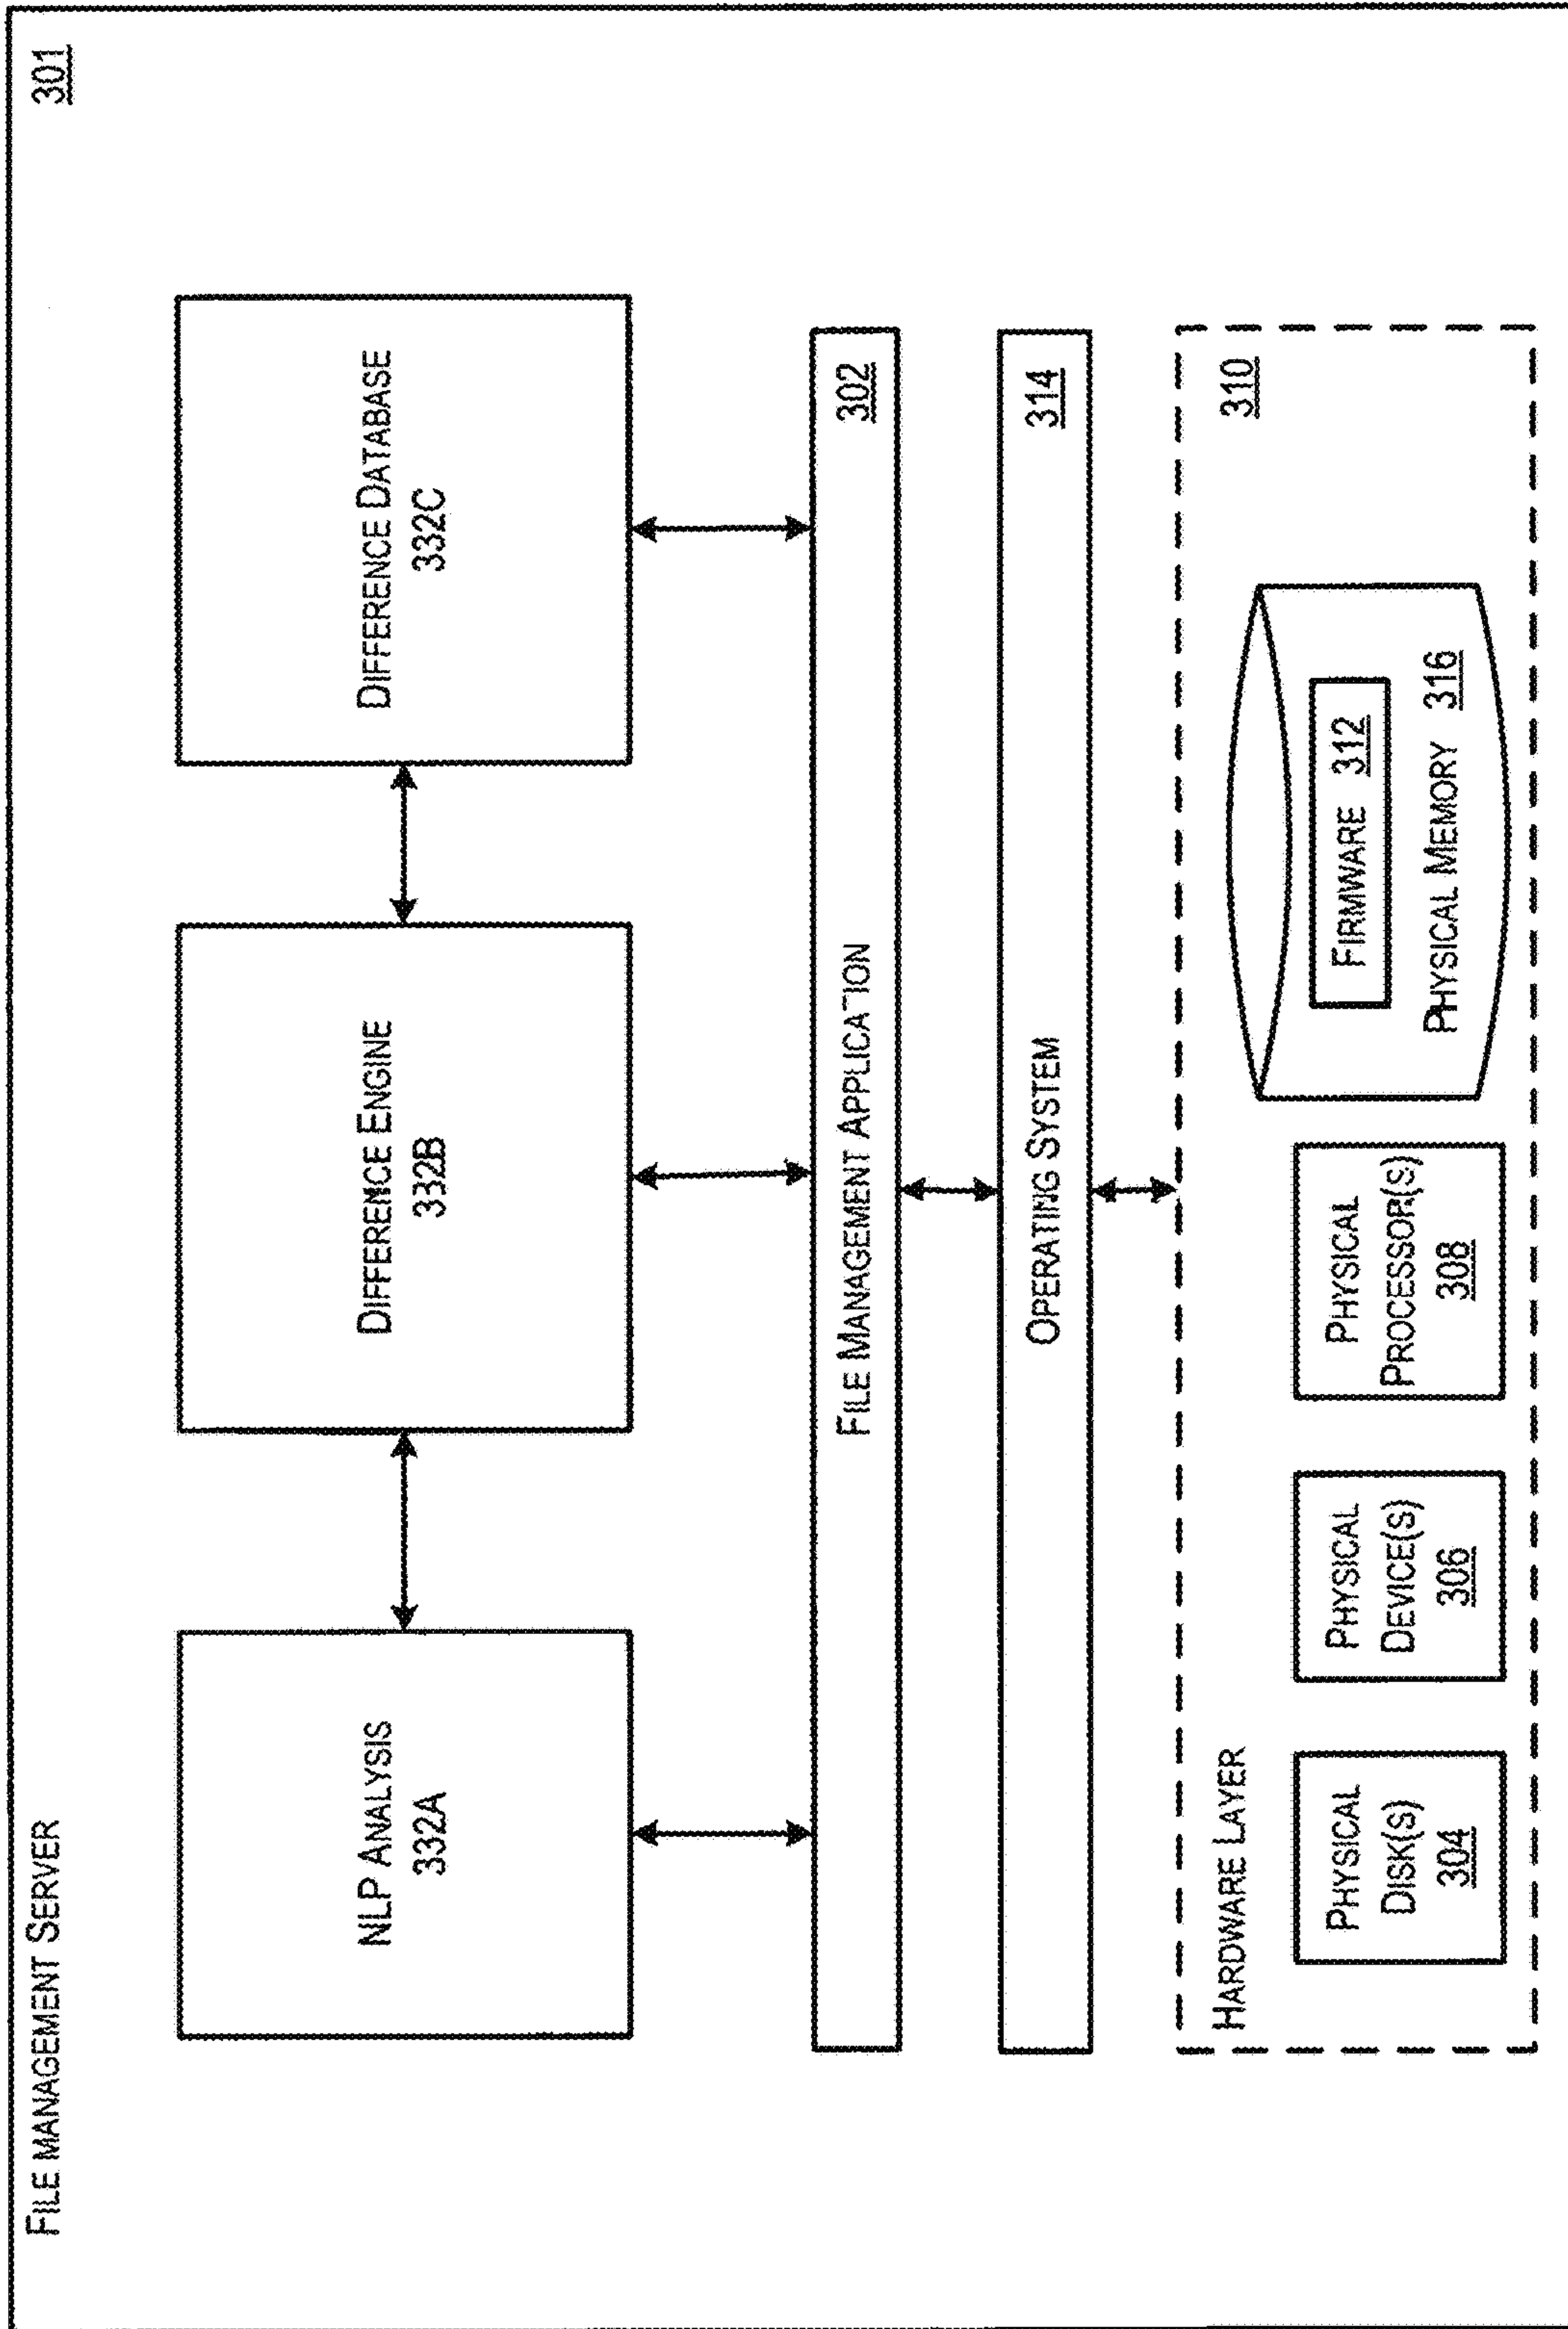 FILE MANAGEMENT SERVER
301
NLP ANALYSIS
332A
DIFFERENCE ENGINE
332B
DIFFERENCE DATABASE
332C
FILE MANAGEMENT APPLICATION
302
OPERATING SYSTEM
314
HARDWARE LAYER
310
PHYSICAL
DISK(S)
304
PHYSICAL
DEVICE(S)
306
PHYSICAL
PROCESSOR(S)
308
FIRMWARE 312
PHYSICAL MEMORY 316